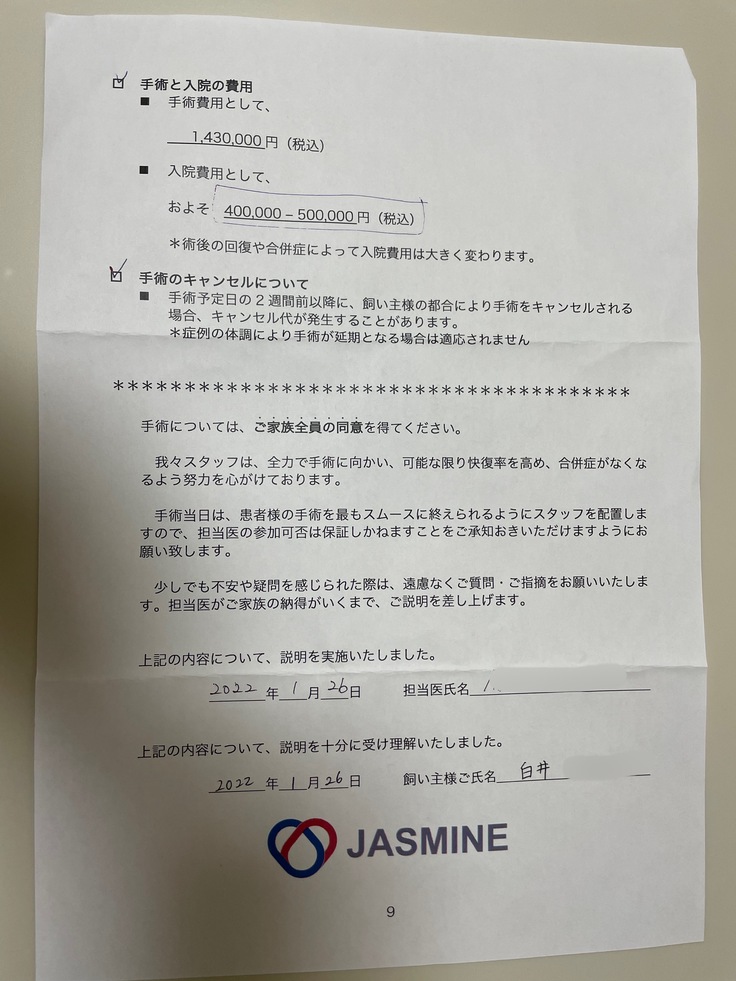 手術と入院の費用
■ 手術費用として、
1,430,000円（税込）
■ 入院費用として、
およそ 400,000 – 500,000円（税込）
＊術後の回復や合併症によって入院費用は大きく変わります。
手術のキャンセルについて
■ 手術予定日の２週間前以降に、飼い主様の都合により手術をキャンセルされる
場合、キャンセル代が発生することがあります。
＊症例の体調により手術が延期となる場合は適応されません
＊＊＊＊＊＊＊＊＊＊＊＊＊＊＊＊＊＊＊＊＊＊＊＊＊＊＊＊＊＊＊＊＊＊＊＊
手術については、ご家族全員の同意を得てください。
我々スタッフは、全力で手術に向かい、可能な限り快復率を高め、合併症がなくな
るよう努力を心がけております。
手術当日は、患者様の手術を最もスムースに終えられるようにスタッフを配置しま
すので、担当医の参加可否は保証しかねますことをご承知おきいただけますようにお
願い致します。
少しでも不安や疑問を感じられた際は、遠慮なくご質問・ご指摘をお願いいたしま
す。担当医がご家族の納得がいくまで、ご説明を差し上げます。
上記の内容について、説明を実施いたしました。
2022年1月26日 担当医氏名
上記の内容について、説明を十分に受け理解いたしました。
2022年1月26日 飼い主様ご氏名 白井
JASMINE
9